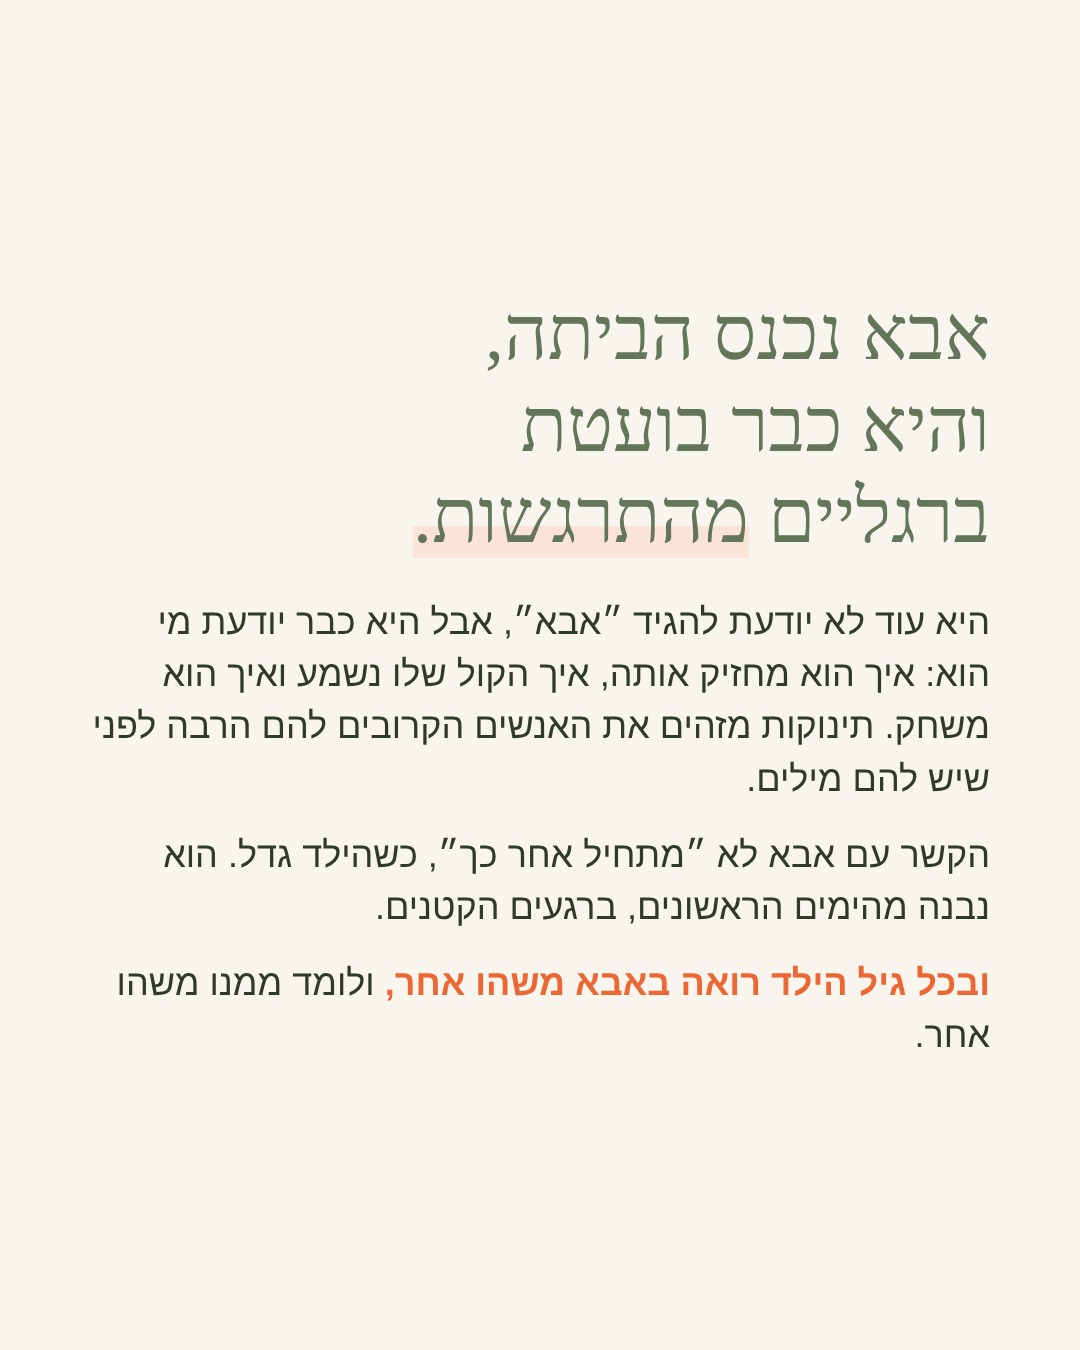 אבא נכנס הביתה,
והיא כבר בועטת
ברגליים מהתרגשות.
היא עוד לא יודעת להגיד ״אבא״, אבל היא כבר יודעת מי
הוא: איך הוא מחזיק אותה, איך הקול שלו נשמע ואיך הוא
משחק. תינוקות מזהים את האנשים הקרובים להם הרבה לפני
שיש להם מילים.
הקשר עם אבא לא ״מתחיל אחר כך״, כשהילד גדל. הוא
נבנה מהימים הראשונים, ברגעים הקטנים.
ובכל גיל הילד רואה באבא משהו אחר, ולומד ממנו משהו
אחר.